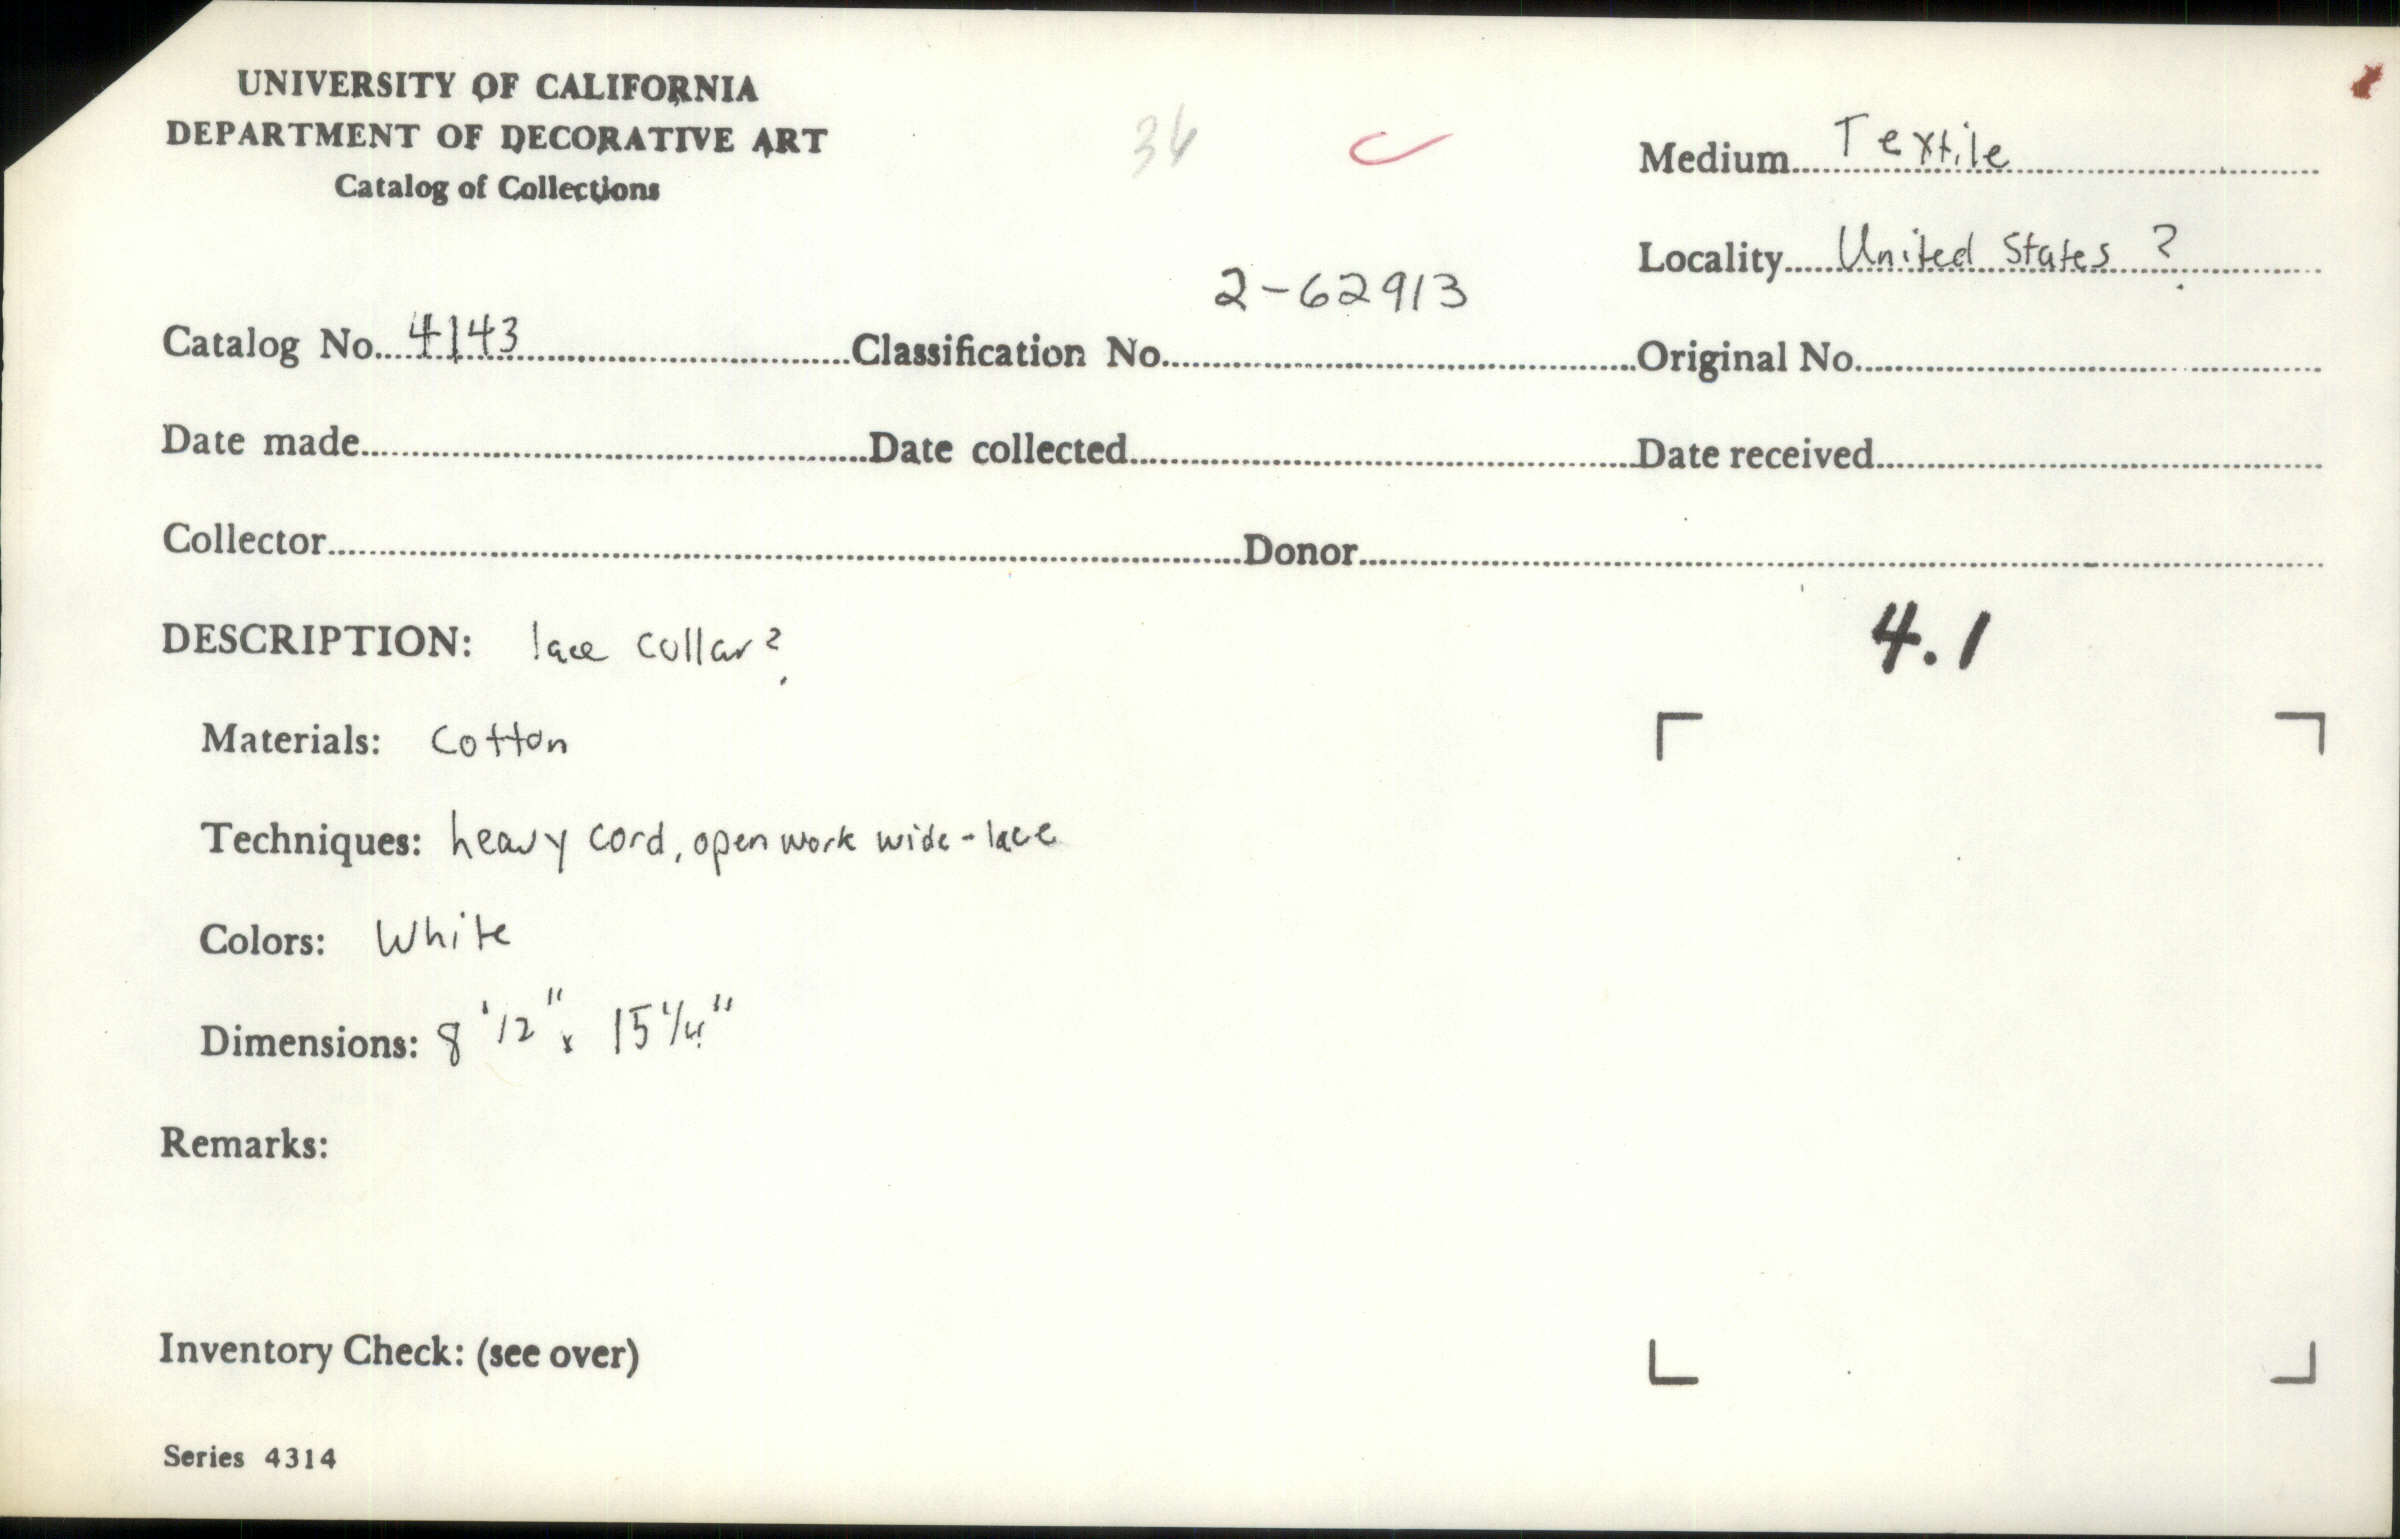 UNIVERSITY OF CALIFORNIA
DEPARTMENT OF DECORATIVE ART
Catalog of Collections
36
Medium Textile
Locality United States ?
2-62913
Catalog No. 4143 Classification No. Original No.
Date made Date collected Date received
Collector Donor
DESCRIPTION: lace collar?
4.1
Materials: Cotton
Techniques: heavy cord, open work wide-lace
Colors: White
Dimensions: 8 1/2" x 15 1/4"
Remarks:
Inventory Check: (see over)
Series 4314